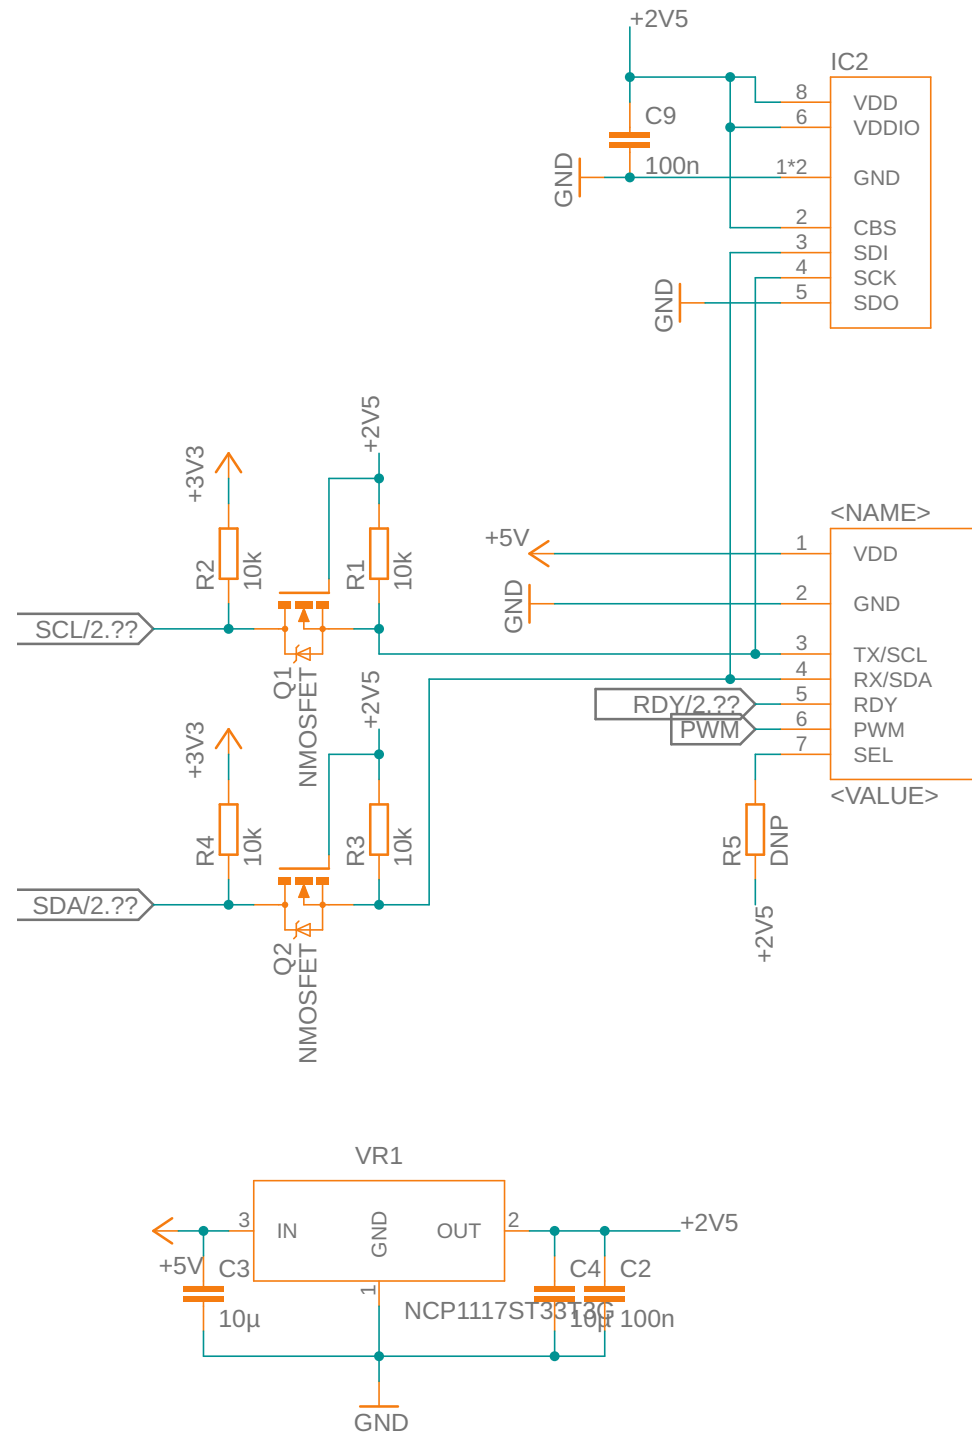 +2V5
IC2
8
VDD
6
VDDIO
C9
100n
GND
1*2
GND
2
CBS
3
SDI
4
SCK
5
SDO
GND
+2V5
+3V3
R2
10k
R1
10k
SCL/2.??
Q1
NMOSFET
<NAME>
+5V
1
VDD
GND
2
GND
3
TX/SCL
4
RX/SDA
RDY/2.??
5
RDY
PWM
6
PWM
7
SEL
<VALUE>
R5
DNP
+2V5
+2V5
+3V3
R4
10k
R3
10k
SDA/2.??
Q2
NMOSFET
VR1
3
IN
GND
OUT
2
+2V5
+5V
C3
10µ
1
NCP1117ST33T3G
C4
10µ
C2
100n
GND